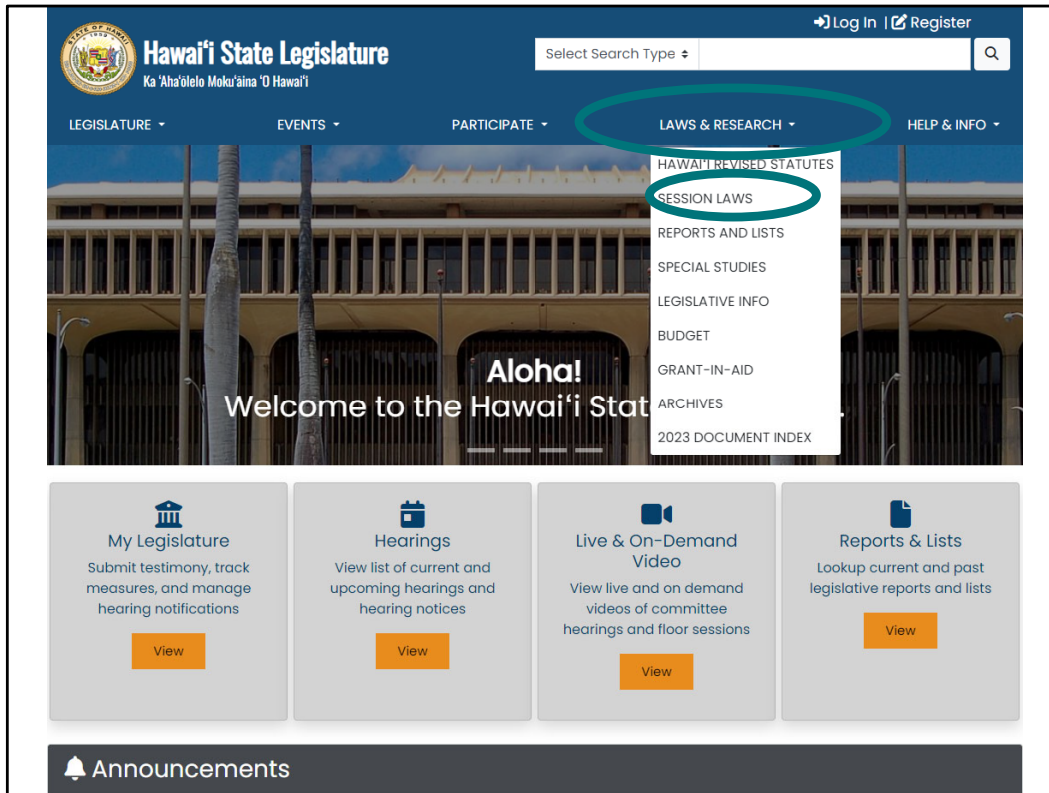 Log In | Register
STATE OF HAWAII
1959
Hawaiʻi State Legislature
Ka ʻAhaʻōlelo Mokuʻāina ʻO Hawaiʻi
Select Search Type
LEGISLATURE EVENTS PARTICIPATE LAWS & RESEARCH HELP & INFO
HAWAIʻI REVISED STATUTES
SESSION LAWS
REPORTS AND LISTS
SPECIAL STUDIES
LEGISLATIVE INFO
BUDGET
GRANT-IN-AID
ARCHIVES
2023 DOCUMENT INDEX
Aloha!
Welcome to the Hawaiʻi Stat
My Legislature
Submit testimony, track
measures, and manage
hearing notifications
View
Hearings
View list of current and
upcoming hearings and
hearing notices
View
Live & On-Demand
Video
View live and on demand
videos of committee
hearings and floor sessions
View
Reports & Lists
Lookup current and past
legislative reports and lists
View
Announcements